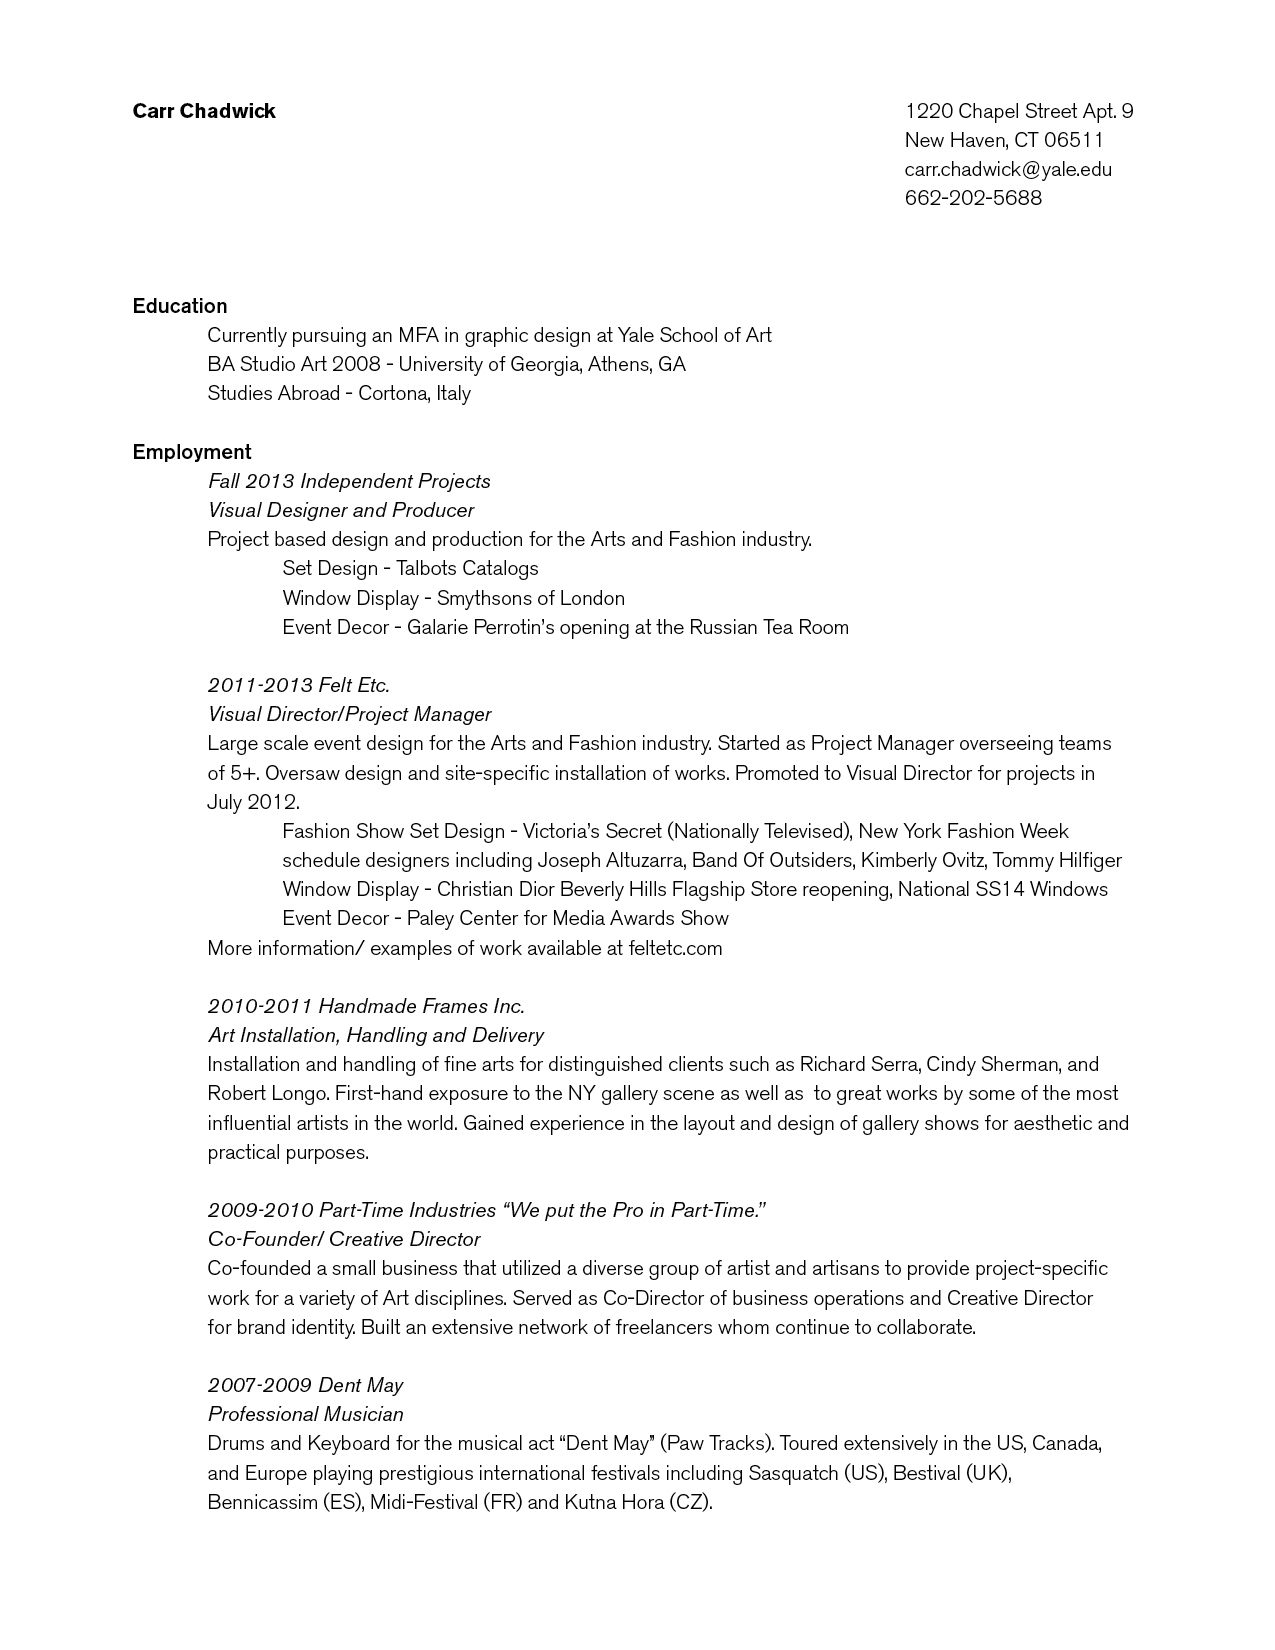 Carr Chadwick
1220 Chapel Street Apt. 9
New Haven, CT 06511
carr.chadwick@yale.edu
662-202-5688
Education
Currently pursuing an MFA in graphic design at Yale School of Art
BA Studio Art 2008 - University of Georgia, Athens, GA
Studies Abroad - Cortona, Italy
Employment
Fall 2013 Independent Projects
Visual Designer and Producer
Project based design and production for the Arts and Fashion industry.
Set Design - Talbots Catalogs
Window Display - Smythsons of London
Event Decor - Galarie Perrotin’s opening at the Russian Tea Room
2011-2013 Felt Etc.
Visual Director/Project Manager
Large scale event design for the Arts and Fashion industry. Started as Project Manager overseeing teams
of 5+. Oversaw design and site-specific installation of works. Promoted to Visual Director for projects in
July 2012.
Fashion Show Set Design - Victoria’s Secret (Nationally Televised), New York Fashion Week
schedule designers including Joseph Altuzarra, Band Of Outsiders, Kimberly Ovitz, Tommy Hilfiger
Window Display - Christian Dior Beverly Hills Flagship Store reopening, National SS14 Windows
Event Decor - Paley Center for Media Awards Show
More information/ examples of work available at feltetc.com
2010-2011 Handmade Frames Inc.
Art Installation, Handling and Delivery
Installation and handling of fine arts for distinguished clients such as Richard Serra, Cindy Sherman, and
Robert Longo. First-hand exposure to the NY gallery scene as well as  to great works by some of the most
influential artists in the world. Gained experience in the layout and design of gallery shows for aesthetic and
practical purposes.
2009-2010 Part-Time Industries “We put the Pro in Part-Time.”
Co-Founder/ Creative Director
Co-founded a small business that utilized a diverse group of artist and artisans to provide project-specific
work for a variety of Art disciplines. Served as Co-Director of business operations and Creative Director
for brand identity. Built an extensive network of freelancers whom continue to collaborate.
2007-2009 Dent May
Professional Musician
Drums and Keyboard for the musical act “Dent May” (Paw Tracks). Toured extensively in the US, Canada,
and Europe playing prestigious international festivals including Sasquatch (US), Bestival (UK),
Bennicassim (ES), Midi-Festival (FR) and Kutna Hora (CZ).